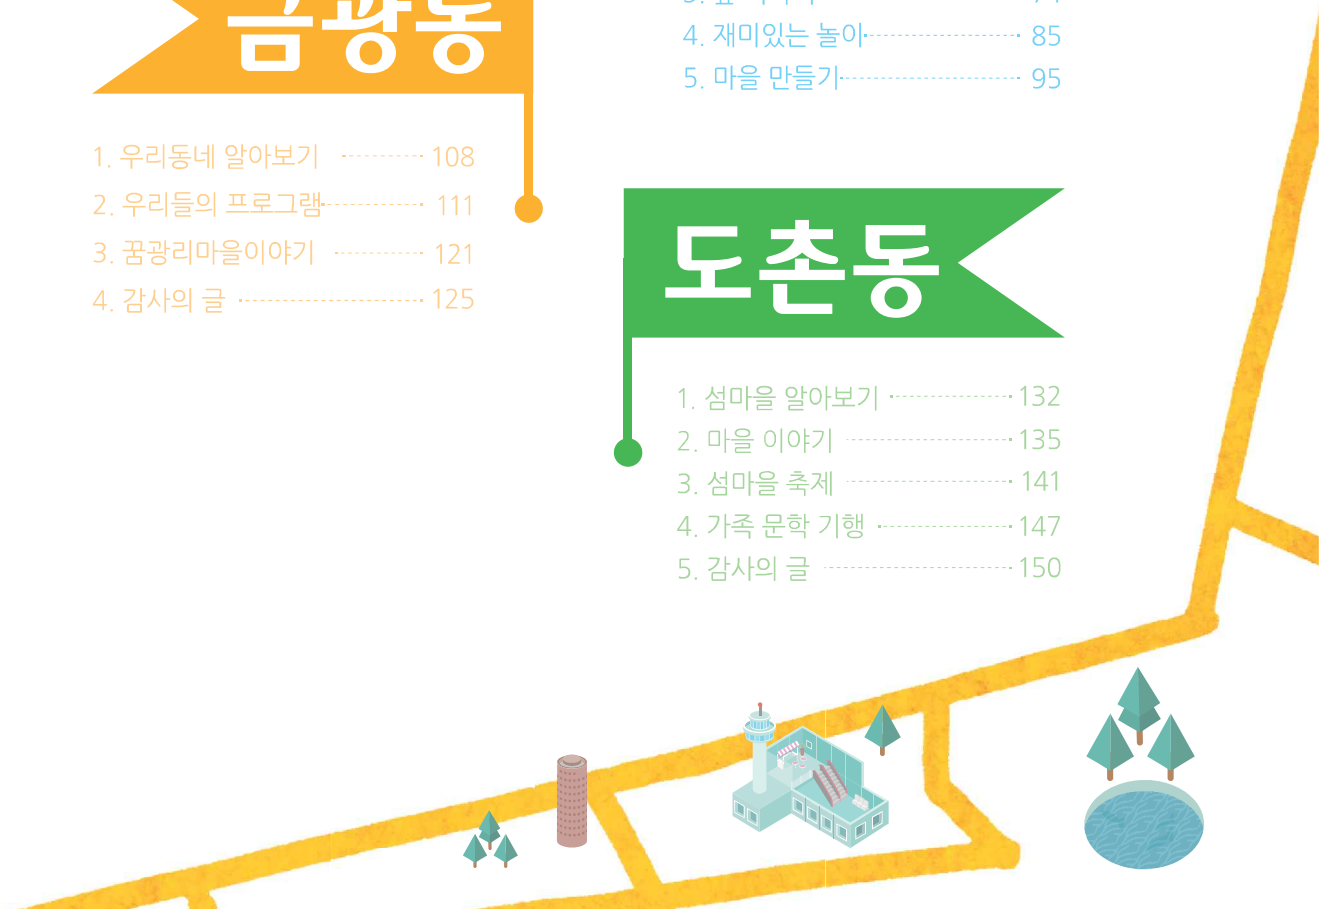 금광동
1. 우리동네 알아보기 108
2. 우리들의 프로그램 111
3. 꿈광리마을이야기 121
4. 감사의 글 125
4. 재미있는 놀이 85
5. 마을 만들기 95
도촌동
1. 섬마을 알아보기 132
2. 마을 이야기 135
3. 섬마을 축제 141
4. 가족 문학 기행 147
5. 감사의 글 150